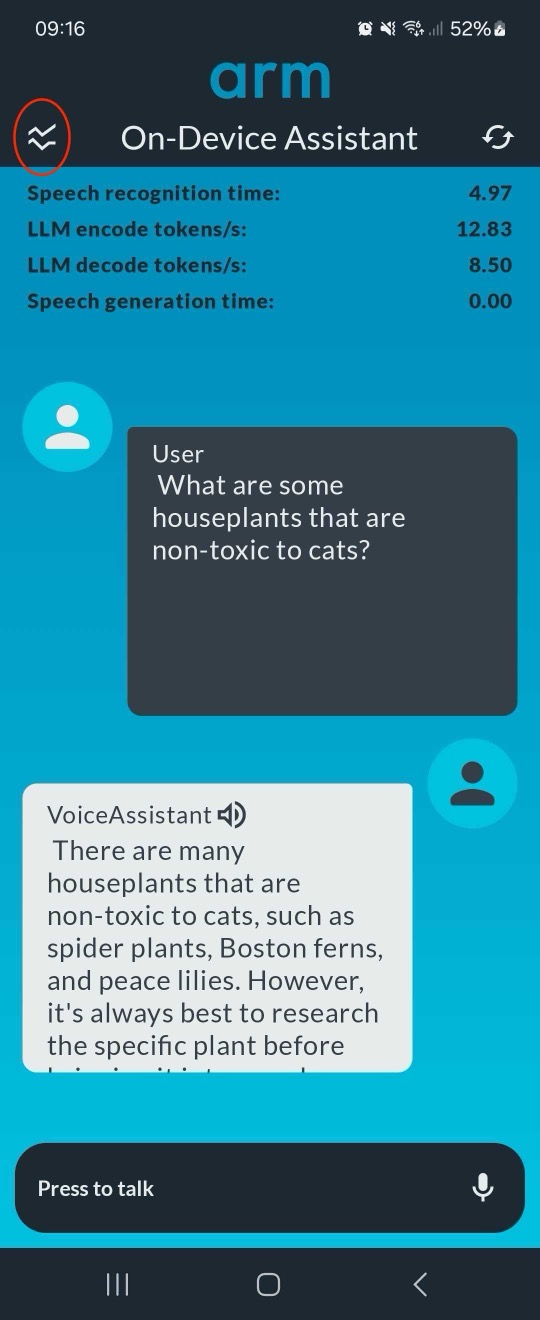 09:16
52%
arm
On-Device Assistant
Speech recognition time: 4.97
LLM encode tokens/s: 12.83
LLM decode tokens/s: 8.50
Speech generation time: 0.00
User
What are some
houseplants that are
non-toxic to cats?
VoiceAssistant
There are many
houseplants that are
non-toxic to cats, such as
spider plants, Boston ferns,
and peace lilies. However,
it's always best to research
the specific plant before
Press to talk